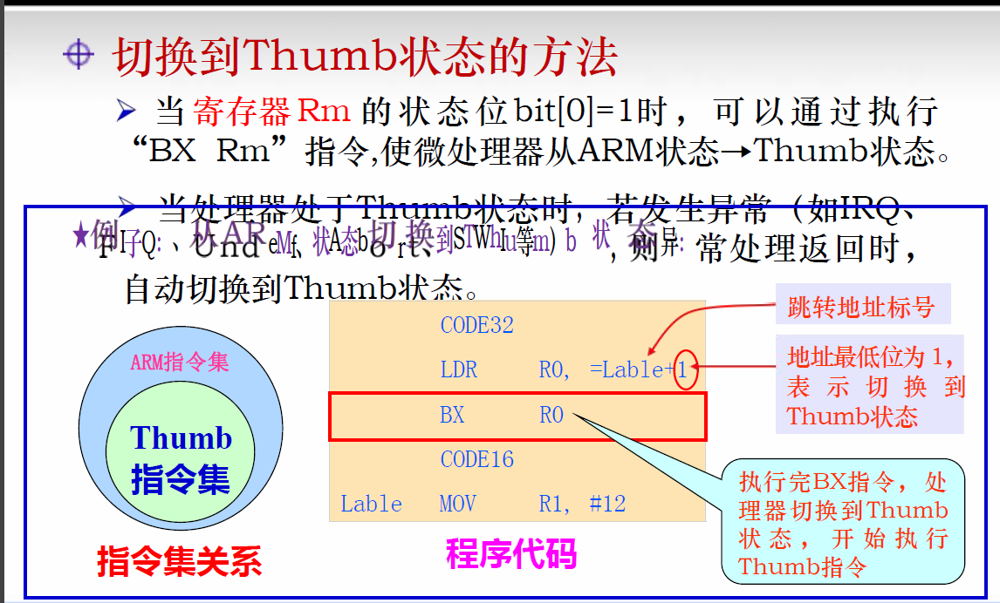 切换到Thumb状态的方法
当寄存器Rm的状态位bit[0]=1时，可以通过执行
“BX Rm”指令,使微处理器从ARM状态→Thumb状态。
当处理器处于Thumb状态时，若发生异常（如IRQ、
FIQ、Undef、Abort、SWI等），则异常处理返回时，
★例子：从ARM状态切换到Thumb状态：
自动切换到Thumb状态。
ARM指令集
Thumb
指令集
指令集关系
CODE32
LDR R0, =Lable+1
BX R0
CODE16
Lable MOV R1, #12
程序代码
跳转地址标号
地址最低位为1，
表示切换到
Thumb状态
执行完BX指令，处
理器切换到Thumb
状态，开始执行
Thumb指令